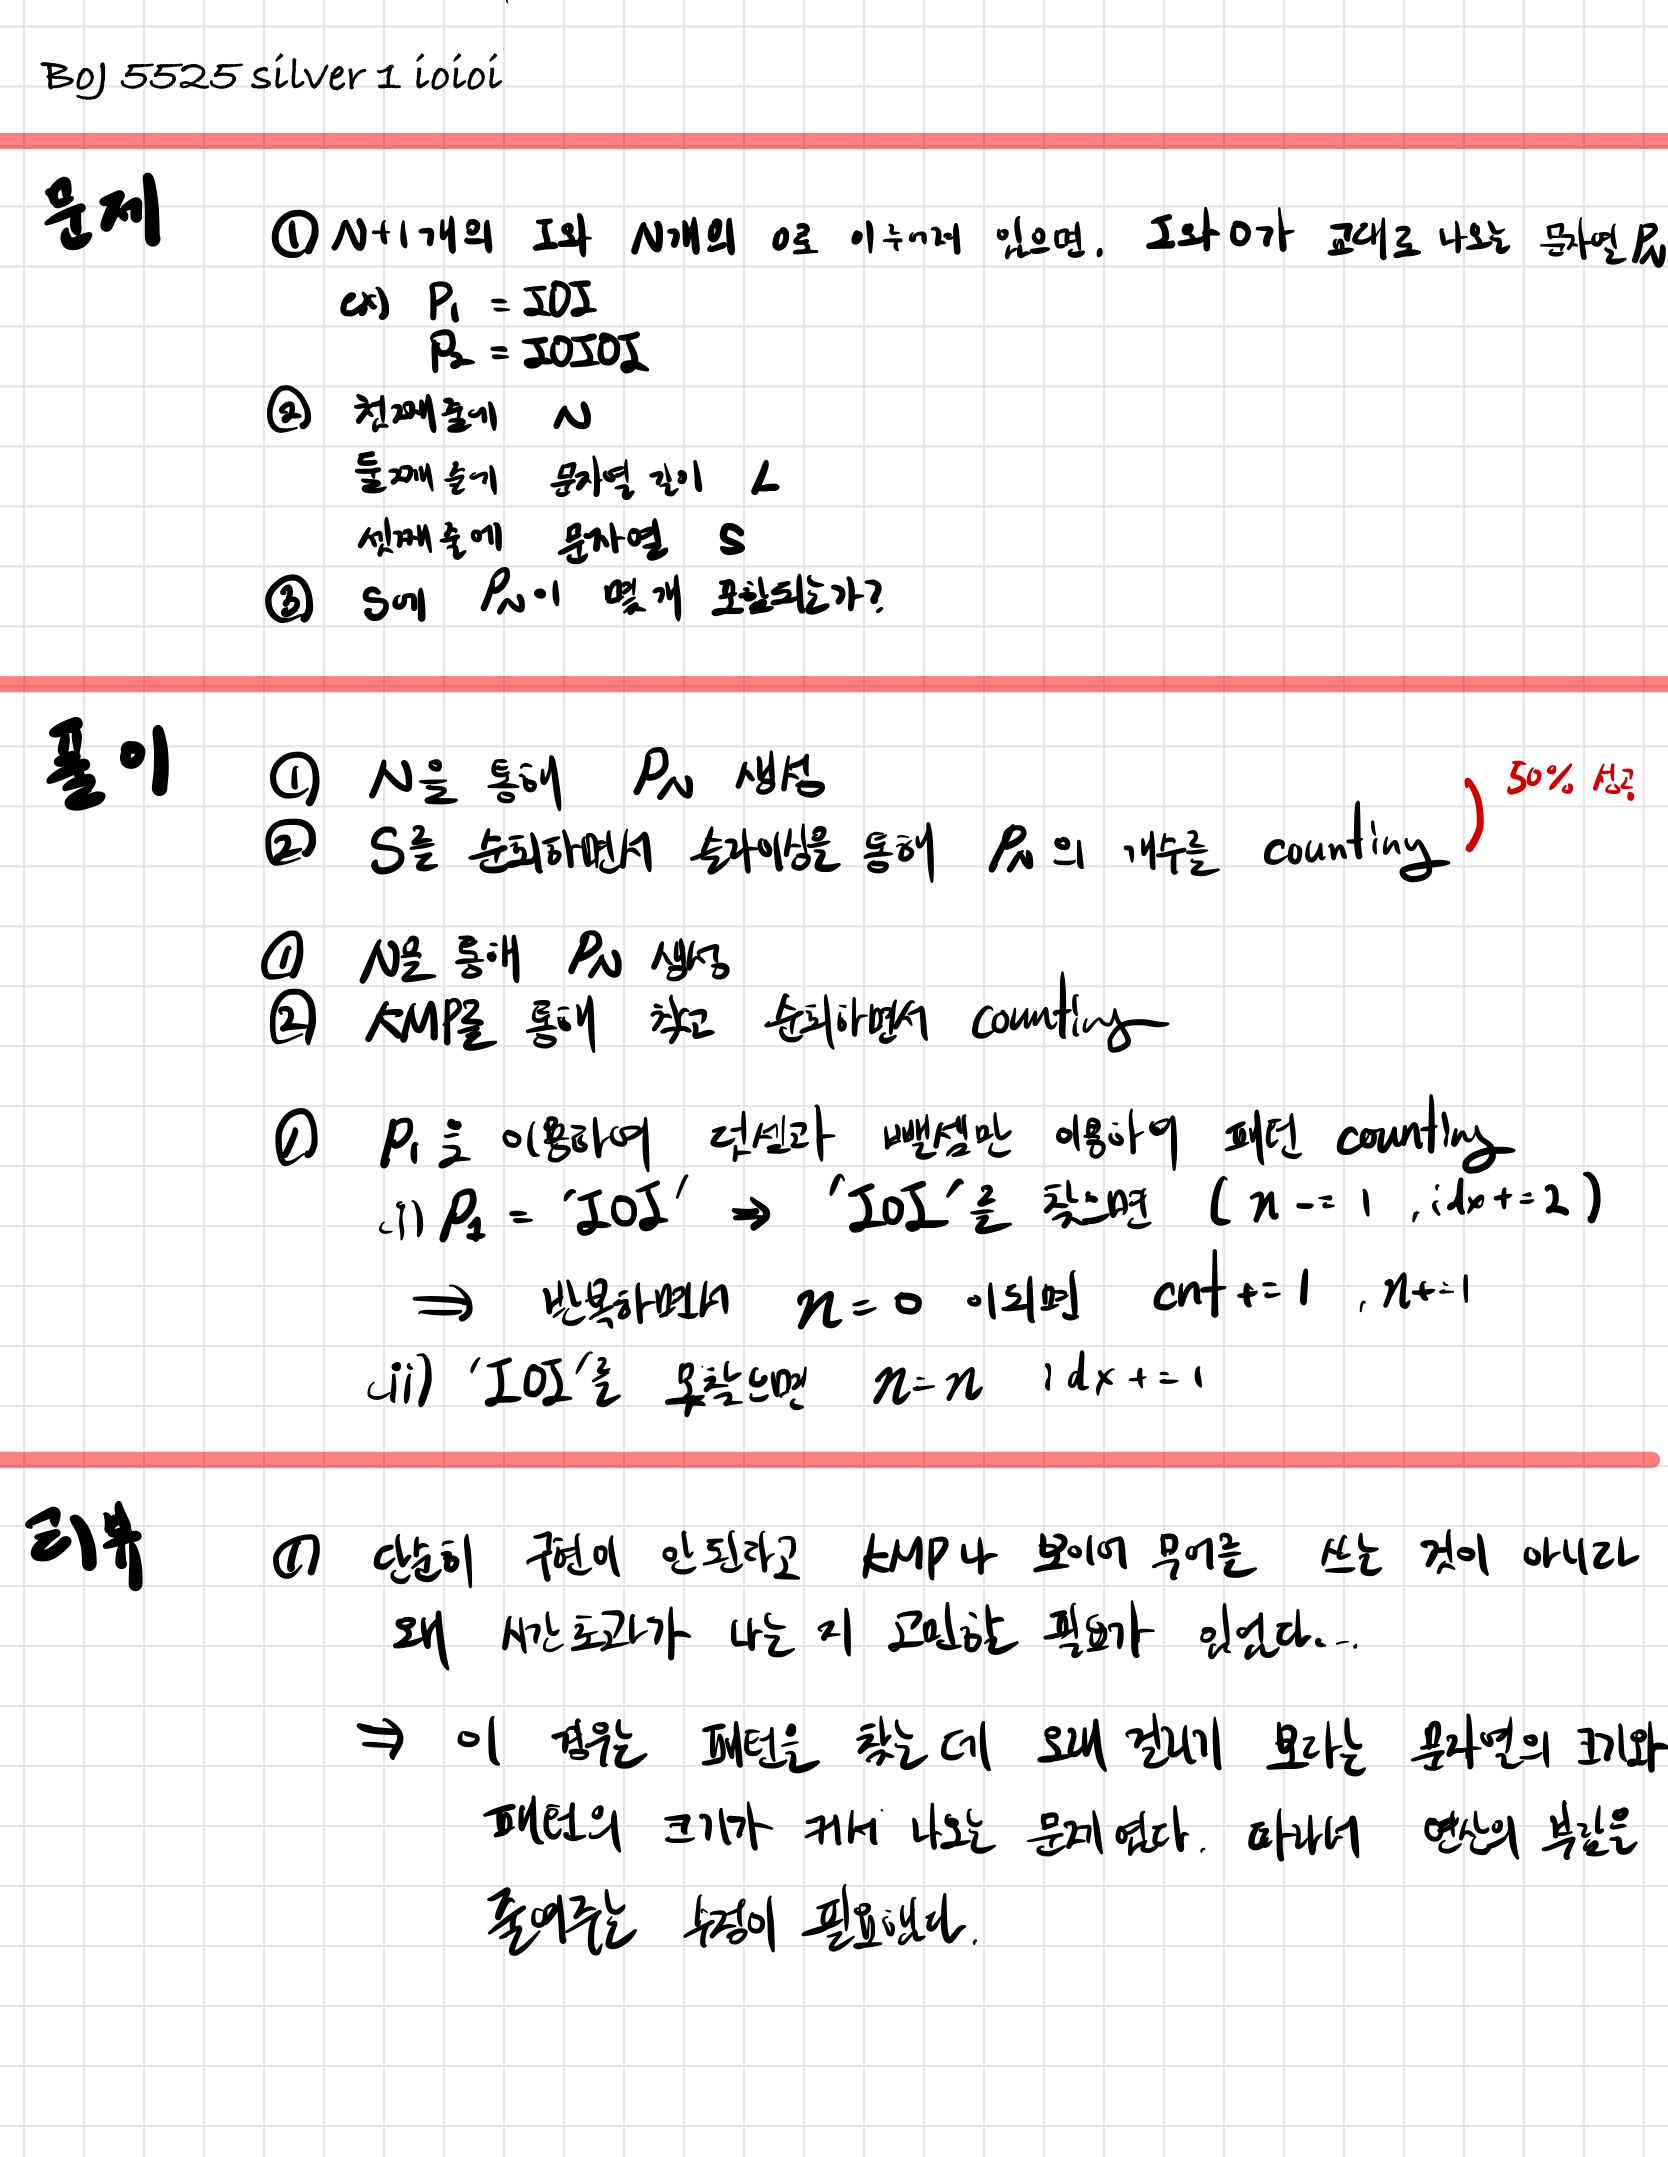 BOJ 5525 silver 1 ioioi
문제
① N+1개의 I와 N개의 O로 이루어져 있으면, I와 O가 교대로 나오는 문자열 PN
ex) P1 = IOI
P2 = IOIOI
② 첫째줄에 N
둘째 줄에 문자열 길이 L
셋째줄에 문자열 S
③ S에 PN이 몇개 포함되는가?
풀이
① N을 통해 PN 생성
② S를 순회하면서 슬라이싱을 통해 PN의 개수를 counting
) 50% 성공
① N을 통해 PN 생성
② KMP를 통해 찾고 순회하면서 counting
① P1을 이용하여 덧셈과 뺄셈만 이용하여 패턴 counting
i) P1 = 'IOI' → 'IOI'를 찾으면 (n -= 1, idx += 2)
⇒ 반복하면서 n = 0 이되면 cnt += 1, n += 1
ii) 'IOI'를 못찾으면 n = n idx += 1
리뷰
① 단순히 구현이 안된다고 KMP나 보이어 무어를 쓰는 것이 아니라
왜 시간초과가 나는 지 고민할 필요가 있었다...
⇒ 이 경우는 패턴을 찾는 데 오래 걸리기 보다는 문자열의 크기와
패턴의 크기가 커서 나오는 문제였다. 따라서 연산의 부담을
줄여주는 수정이 필요했다.